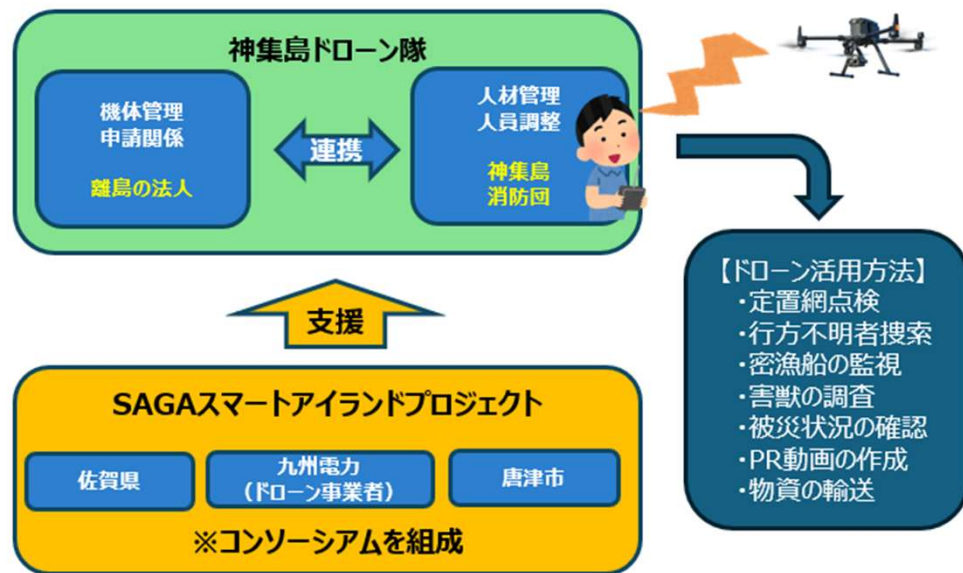 神集島ドローン隊
機体管理
申請関係
離島の法人
連携
人材管理
人員調整
神集島
消防団
【ドローン活用方法】
・定置網点検
・行方不明者捜索
・密漁船の監視
・害獣の調査
・被災状況の確認
・PR動画の作成
・物資の輸送
支援
SAGAスマートアイランドプロジェクト
佐賀県
九州電力
（ドローン事業者）
唐津市
※コンソーシアムを組成